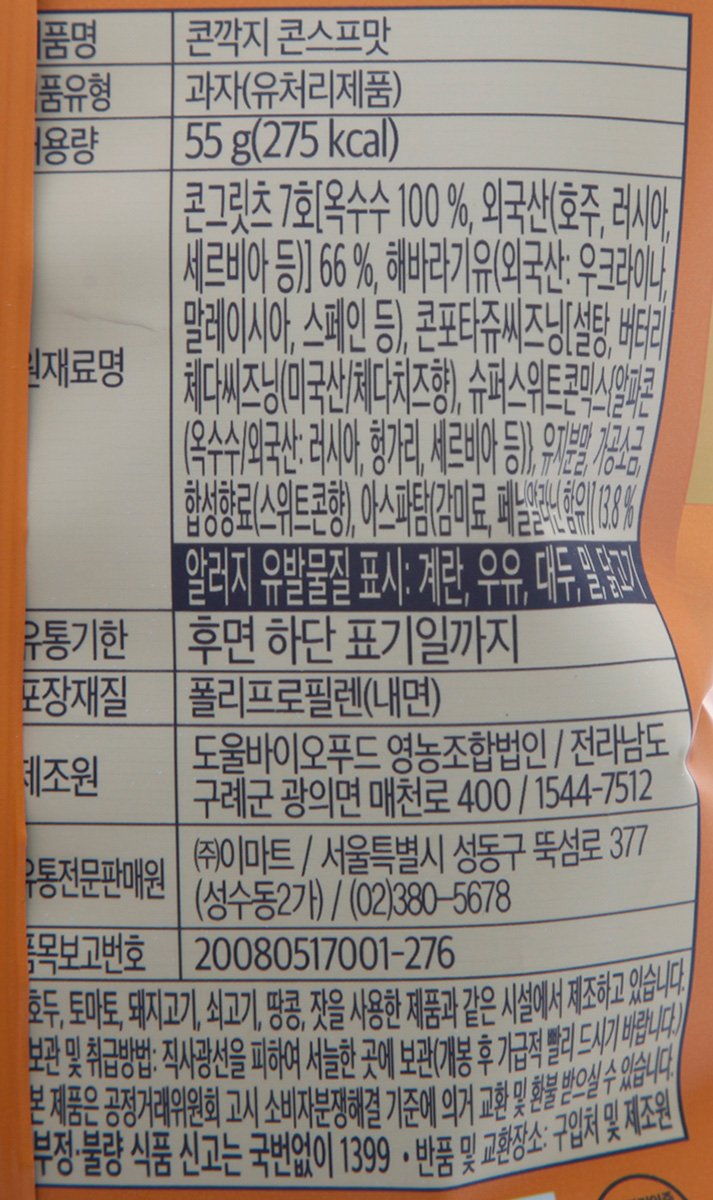 품명 콘깍지 콘스프맛
품유형 과자(유처리제품)
용량 55 g(275 kcal)
원재료명 콘그릿츠 7호[옥수수 100 %, 외국산(호주, 러시아,
세르비아 등)] 66 %, 해바라기유(외국산: 우크라이나,
말레이시아, 스페인 등), 콘포타쥬씨즈닝[설탕, 버터리
체다씨즈닝(미국산/체다치즈향), 슈퍼스위트콘믹스{알파콘
(옥수수/외국산: 러시아, 헝가리, 세르비아 등)}, 유지분말, 가공소금,
합성향료(스위트콘향), 아스파탐(감미료, 페닐알라닌 함유)] 13.8 %
알러지 유발물질 표시: 계란, 우유, 대두, 밀, 닭고기
유통기한 후면 하단 표기일까지
포장재질 폴리프로필렌(내면)
제조원 도울바이오푸드 영농조합법인 / 전라남도
구례군 광의면 매천로 400 / 1544-7512
유통전문판매원 ㈜이마트 / 서울특별시 성동구 뚝섬로 377
(성수동2가) / (02)380-5678
품목보고번호 20080517001-276
호두, 토마토, 돼지고기, 쇠고기, 땅콩, 잣을 사용한 제품과 같은 시설에서 제조하고 있습니다.
보관 및 취급방법: 직사광선을 피하여 서늘한 곳에 보관(개봉 후 가급적 빨리 드시기 바랍니다.)
본 제품은 공정거래위원회 고시 소비자분쟁해결 기준에 의거 교환 및 환불 받으실 수 있습니다.
부정·불량 식품 신고는 국번없이 1399 • 반품 및 교환장소: 구입처 및 제조원